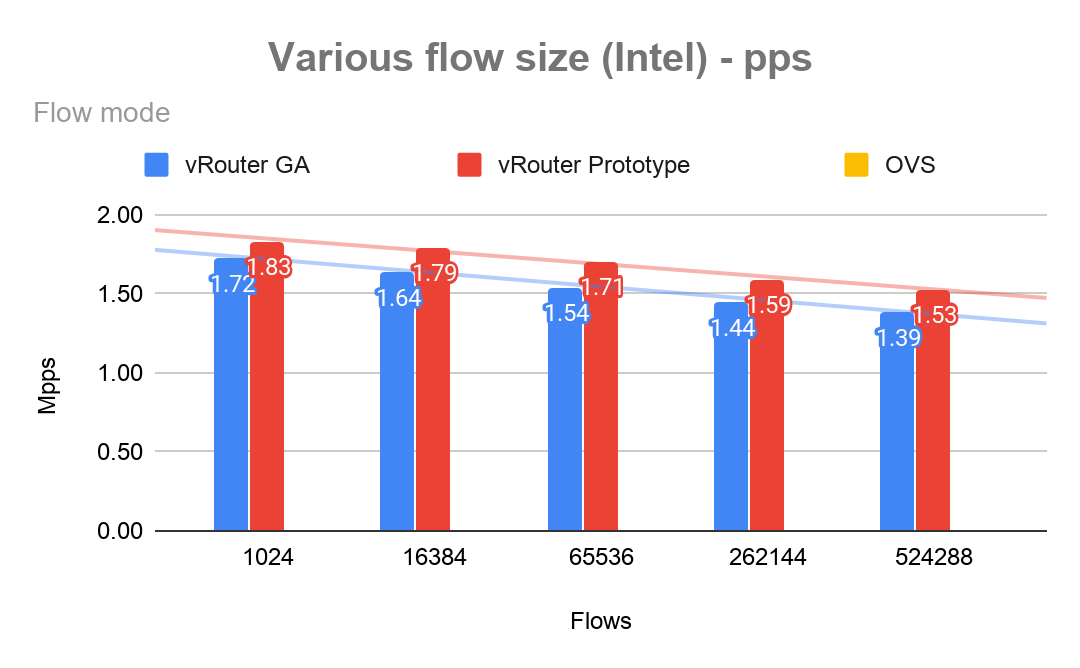 Various flow size (Intel) - pps
Flow mode
vRouter GA vRouter Prototype OVS
2.00
1.50
1.00
0.50
0.00
Mpps
1.72 1.83 1.64 1.79 1.54 1.71 1.44 1.59 1.39 1.53
1024 16384 65536 262144 524288
Flows